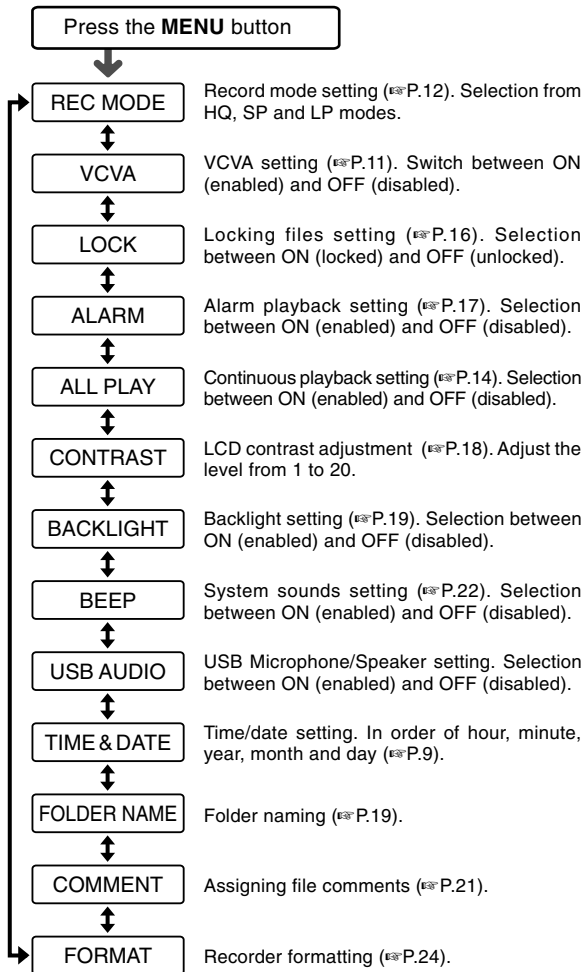 Press the MENU button
REC MODE
Record mode setting (☞P.12). Selection from
HQ, SP and LP modes.
VCVA
VCVA setting (☞P.11). Switch between ON
(enabled) and OFF (disabled).
LOCK
Locking files setting (☞P.16). Selection
between ON (locked) and OFF (unlocked).
ALARM
Alarm playback setting (☞P.17). Selection
between ON (enabled) and OFF (disabled).
ALL PLAY
Continuous playback setting (☞P.14). Selection
between ON (enabled) and OFF (disabled).
CONTRAST
LCD contrast adjustment (☞P.18). Adjust the
level from 1 to 20.
BACKLIGHT
Backlight setting (☞P.19). Selection between
ON (enabled) and OFF (disabled).
BEEP
System sounds setting (☞P.22). Selection
between ON (enabled) and OFF (disabled).
USB AUDIO
USB Microphone/Speaker setting. Selection
between ON (enabled) and OFF (disabled).
TIME & DATE
Time/date setting. In order of hour, minute,
year, month and day (☞P.9).
FOLDER NAME
Folder naming (☞P.19).
COMMENT
Assigning file comments (☞P.21).
FORMAT
Recorder formatting (☞P.24).